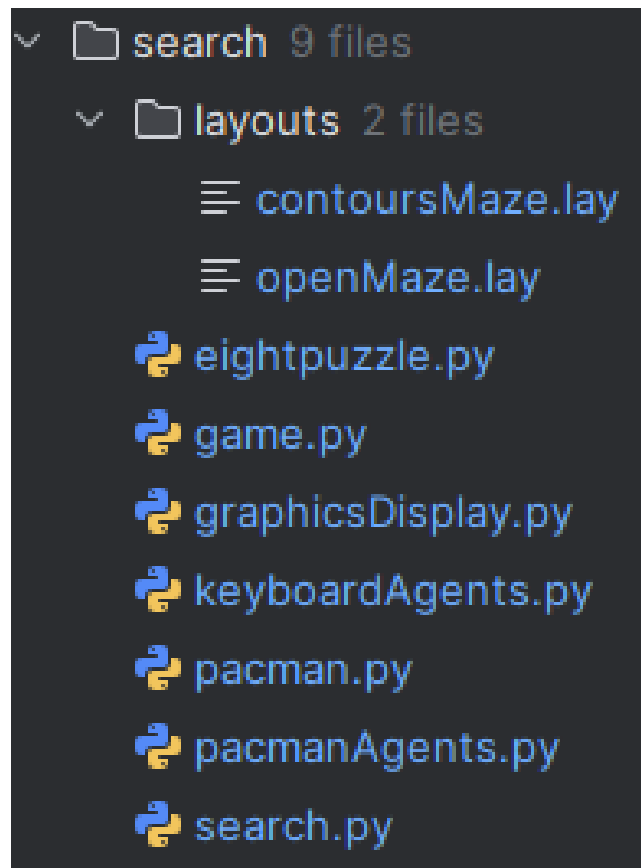 search 9 files
layouts 2 files
contoursMaze.lay
openMaze.lay
eightpuzzle.py
game.py
graphicsDisplay.py
keyboardAgents.py
pacman.py
pacmanAgents.py
search.py